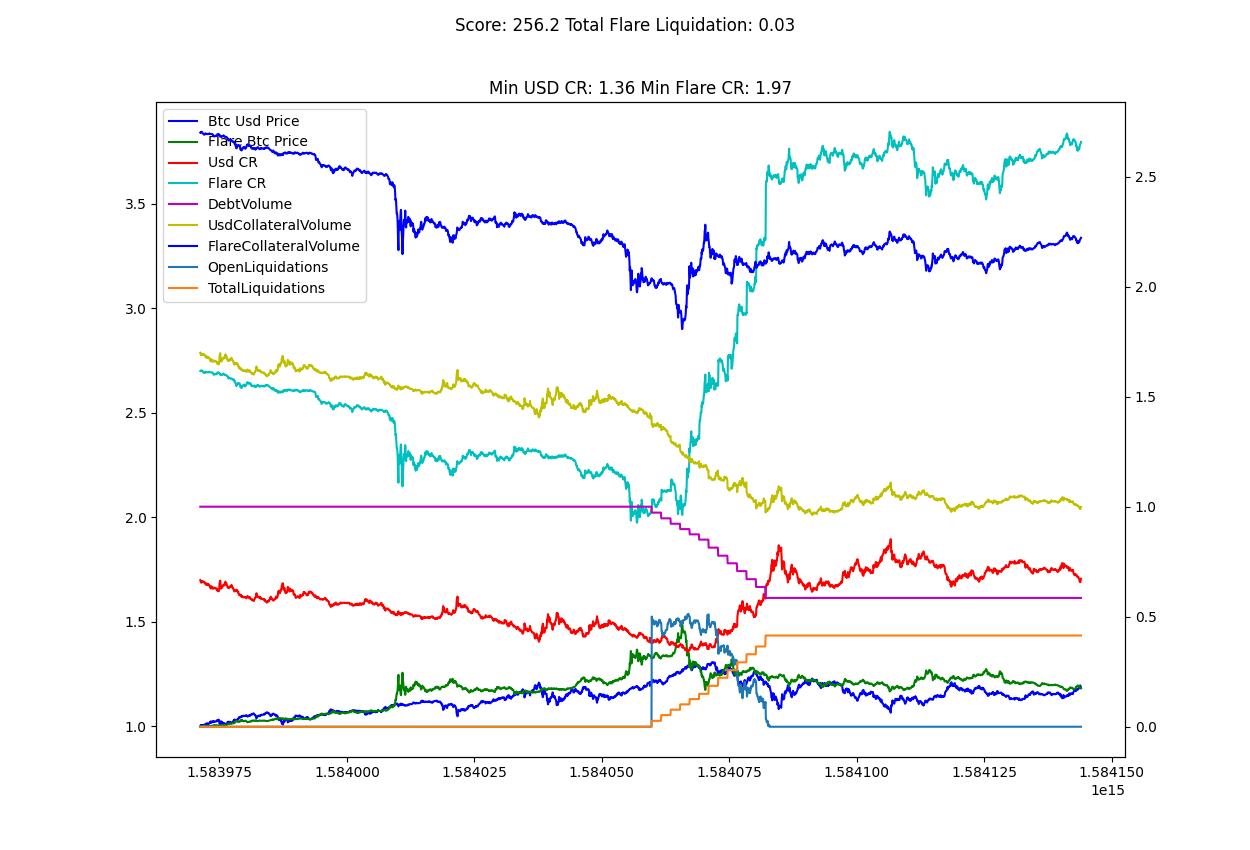 Score: 256.2 Total Flare Liquidation: 0.03
Min USD CR: 1.36 Min Flare CR: 1.97
Btc Usd Price
Flare Btc Price
Usd CR
Flare CR
DebtVolume
UsdCollateralVolume
FlareCollateralVolume
OpenLiquidations
TotalLiquidations
3.5
3.0
2.5
2.0
1.5
1.0
2.5
2.0
1.5
1.0
0.5
0.0
1.583975
1.584000
1.584025
1.584050
1.584075
1.584100
1.584125
1.584150
1e15